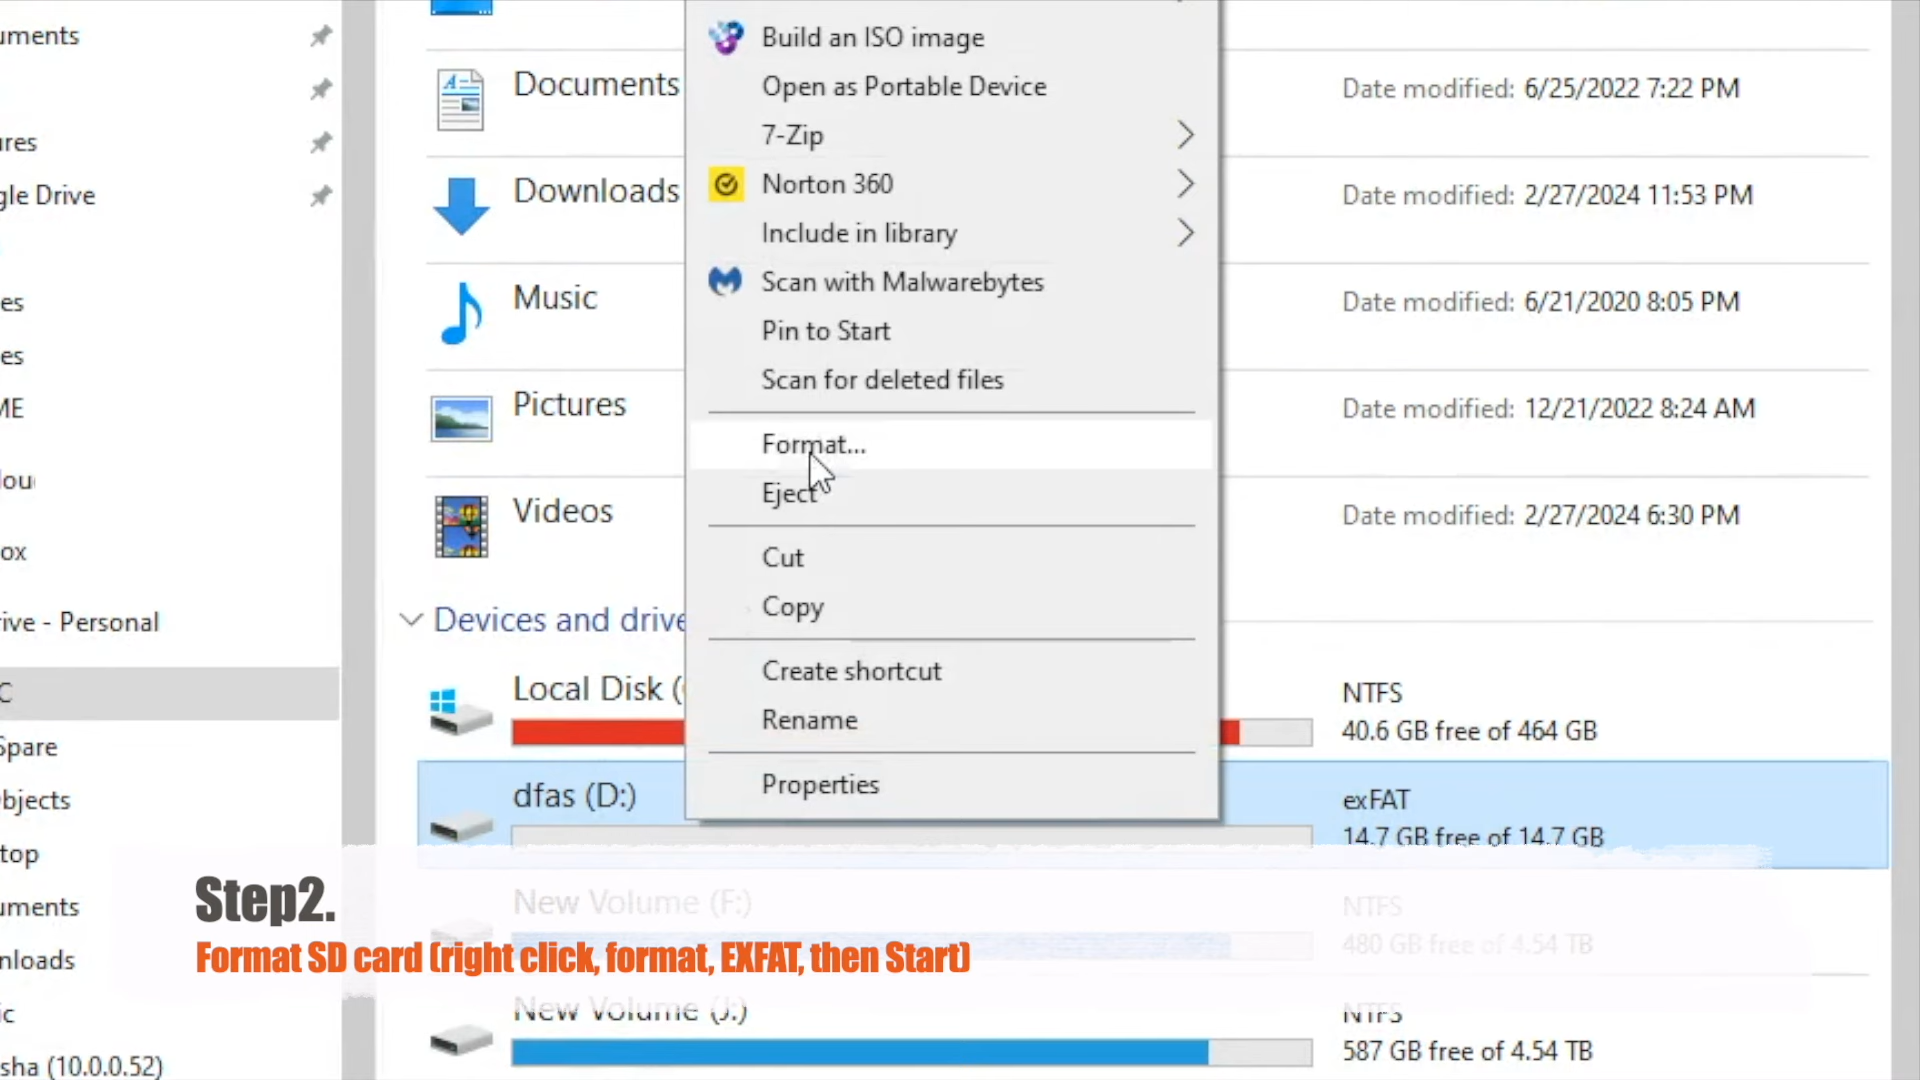 uments
ures
gle Drive
es
es
ME
lou
ox
rive - Personal
C
Spare
bjects
top
uments
nloads
ic
sha (10.0.0.52)
Build an ISO image
Open as Portable Device
7-Zip
Norton 360
Include in library
Scan with Malwarebytes
Pin to Start
Scan for deleted files
Format...
Eject
Cut
Copy
Create shortcut
Rename
Properties
Documents
Date modified: 6/25/2022 7:22 PM
Downloads
Date modified: 2/27/2024 11:53 PM
Music
Date modified: 6/21/2020 8:05 PM
Pictures
Date modified: 12/21/2022 8:24 AM
Videos
Date modified: 2/27/2024 6:30 PM
Devices and drive
Local Disk (
NTFS
40.6 GB free of 464 GB
dfas (D:)
exFAT
14.7 GB free of 14.7 GB
New Volume (F:)
NTFS
480 GB free of 4.54 TB
New Volume (J:)
NTFS
587 GB free of 4.54 TB
Step2.
Format SD card (right click, format, EXFAT, then Start)